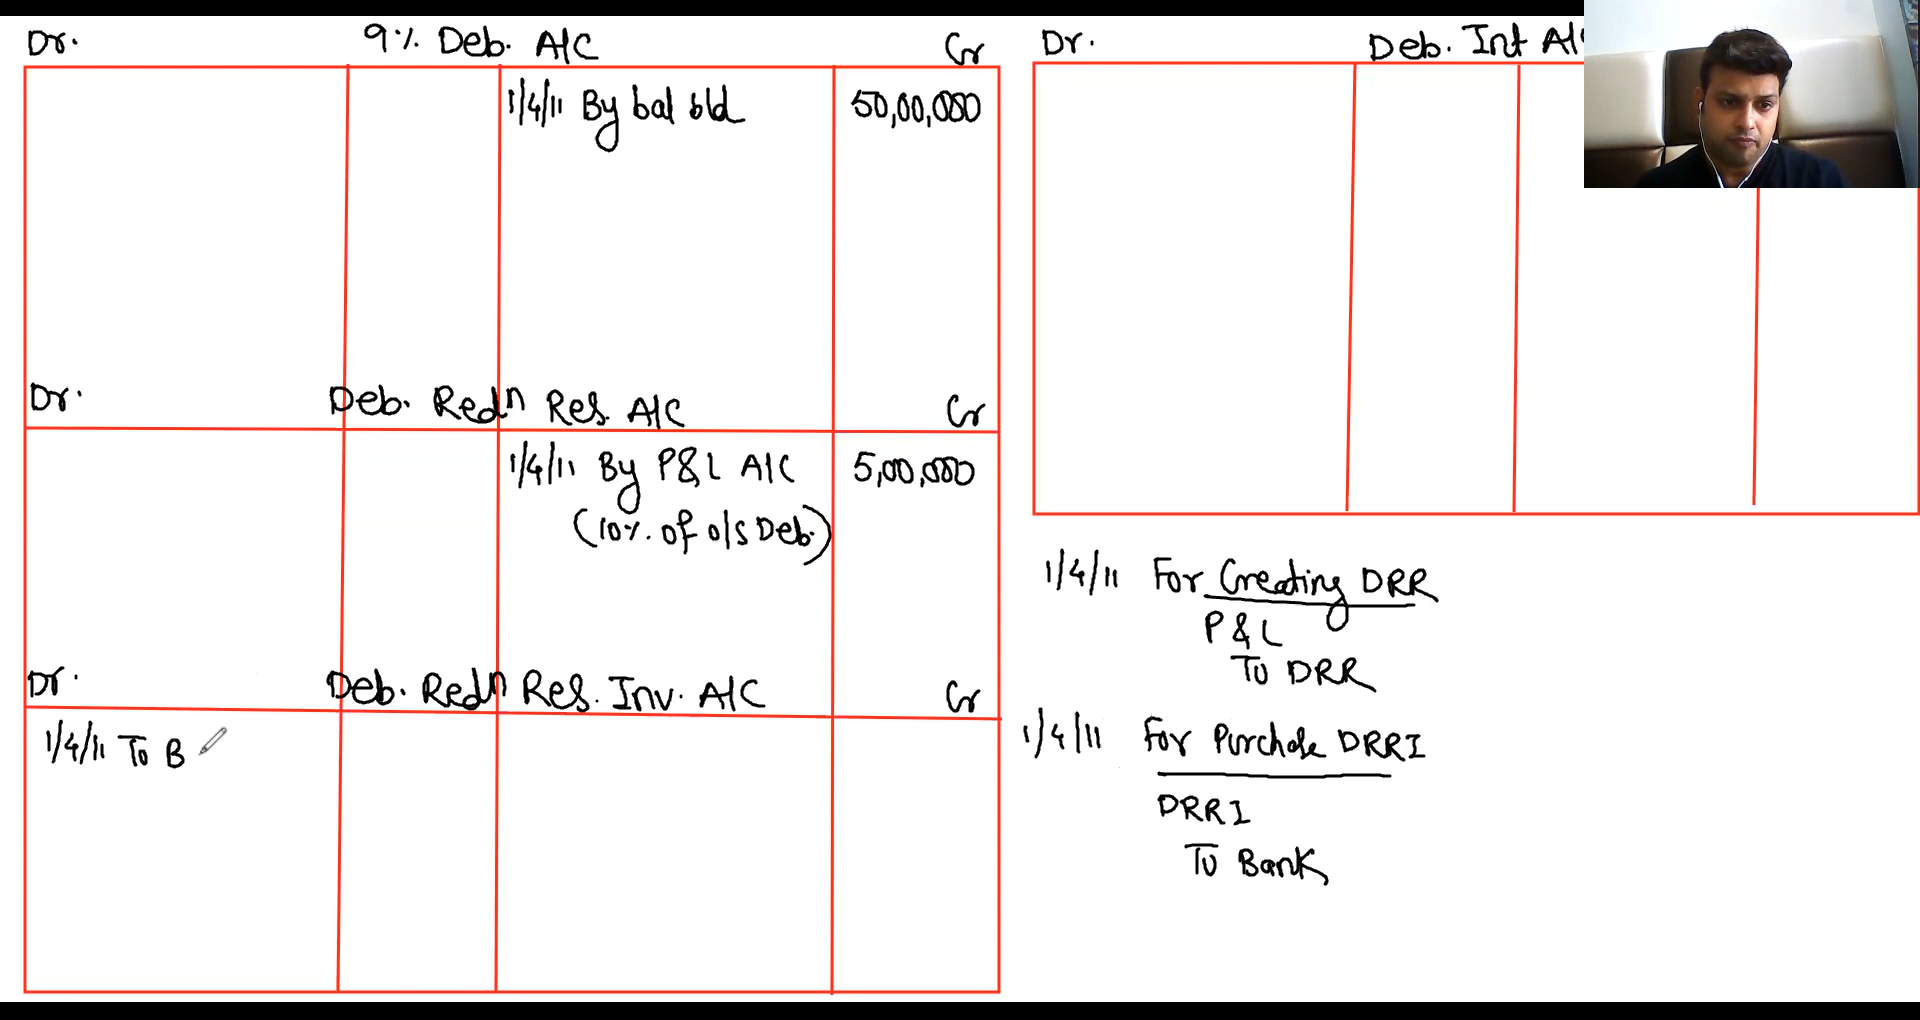 Dr. 9% Deb. A/C Cr
1/4/11 By bal b/d 50,00,000
Dr. Deb. Redn Res. A/C Cr
1/4/11 By P&L A/C 5,00,000
(10% of o/s Deb.)
Dr. Deb. Redn Res. Inv. A/C Cr
1/4/11 To B
Dr. Deb. Int A/C
1/4/11 For Creating DRR
P & L
To DRR
1/4/11 For Purchase DRRI
DRRI
To Bank